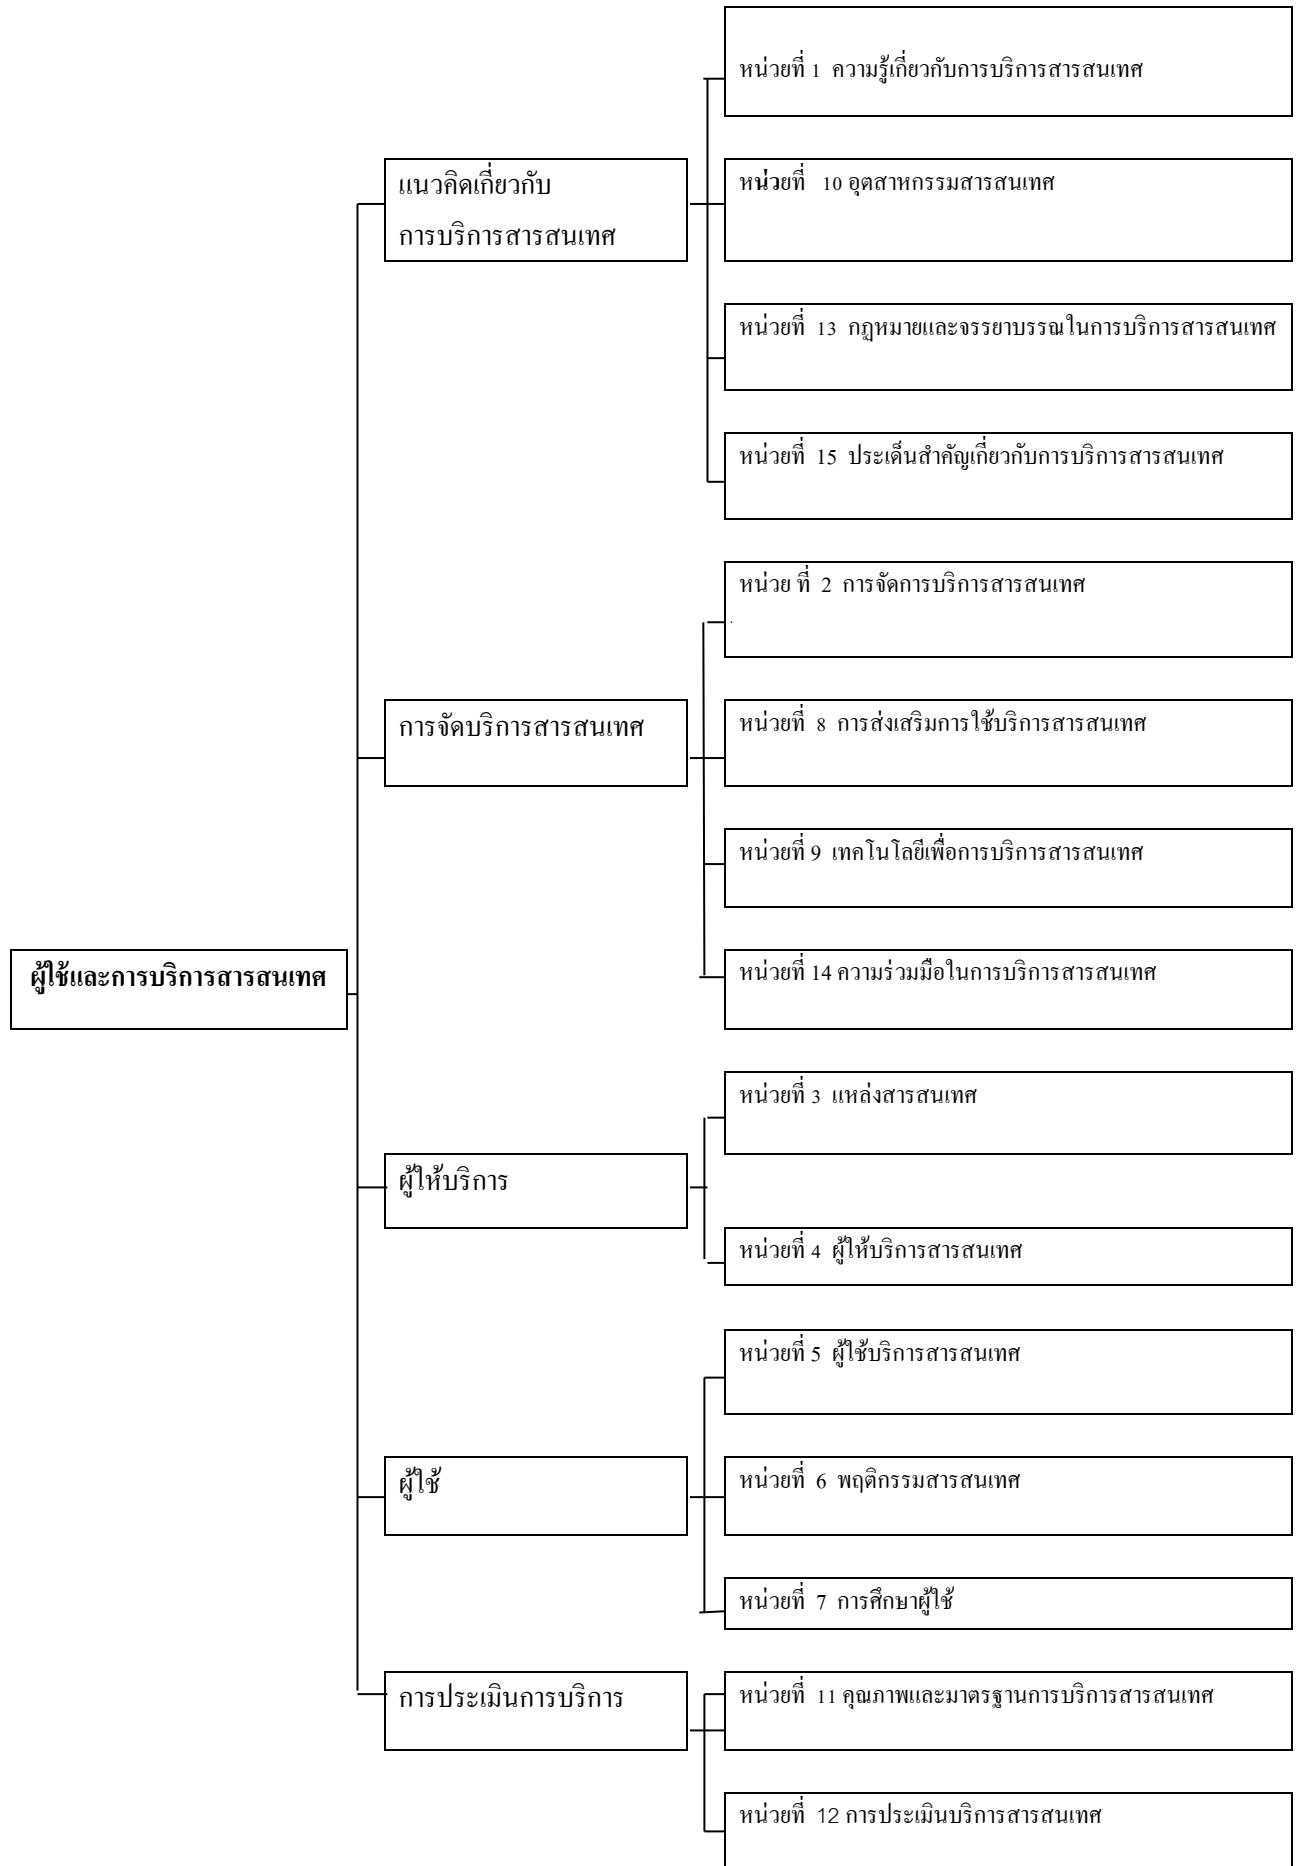 หน่วยที่ 1 ความรู้เกี่ยวกับการบริการสารสนเทศ
แนวคิดเกี่ยวกับ
การบริการสารสนเทศ
หน่วยที่ 10 อุตสาหกรรมสารสนเทศ
หน่วยที่ 13 กฎหมายและจรรยาบรรณในการบริการสารสนเทศ
หน่วยที่ 15 ประเด็นสำคัญเกี่ยวกับการบริการสารสนเทศ
หน่วย ที่ 2 การจัดการบริการสารสนเทศ
การจัดบริการสารสนเทศ
หน่วยที่ 8 การส่งเสริมการใช้บริการสารสนเทศ
หน่วยที่ 9 เทคโนโลยีเพื่อการบริการสารสนเทศ
ผู้ใช้และการบริการสารสนเทศ
หน่วยที่ 14 ความร่วมมือในการบริการสารสนเทศ
หน่วยที่ 3 แหล่งสารสนเทศ
ผู้ให้บริการ
หน่วยที่ 4 ผู้ให้บริการสารสนเทศ
หน่วยที่ 5 ผู้ใช้บริการสารสนเทศ
ผู้ใช้
หน่วยที่ 6 พฤติกรรมสารสนเทศ
หน่วยที่ 7 การศึกษาผู้ใช้
การประเมินการบริการ
หน่วยที่ 11 คุณภาพและมาตรฐานการบริการสารสนเทศ
หน่วยที่ 12 การประเมินบริการสารสนเทศ